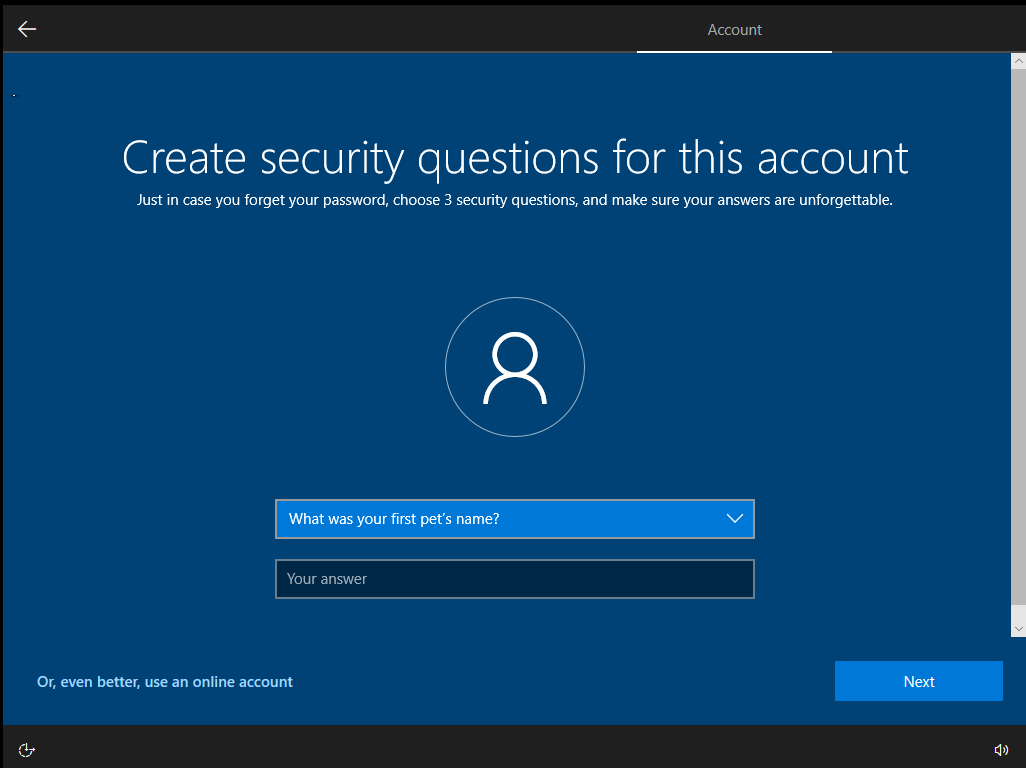 Account
Create security questions for this account
Just in case you forget your password, choose 3 security questions, and make sure your answers are unforgettable.
What was your first pet’s name?
Your answer
Or, even better, use an online account
Next